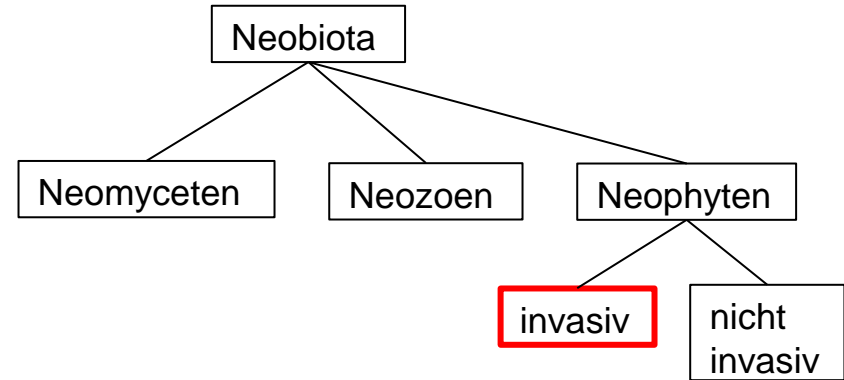 Neobiota
Neomyceten
Neozoen
Neophyten
invasiv
nicht
invasiv